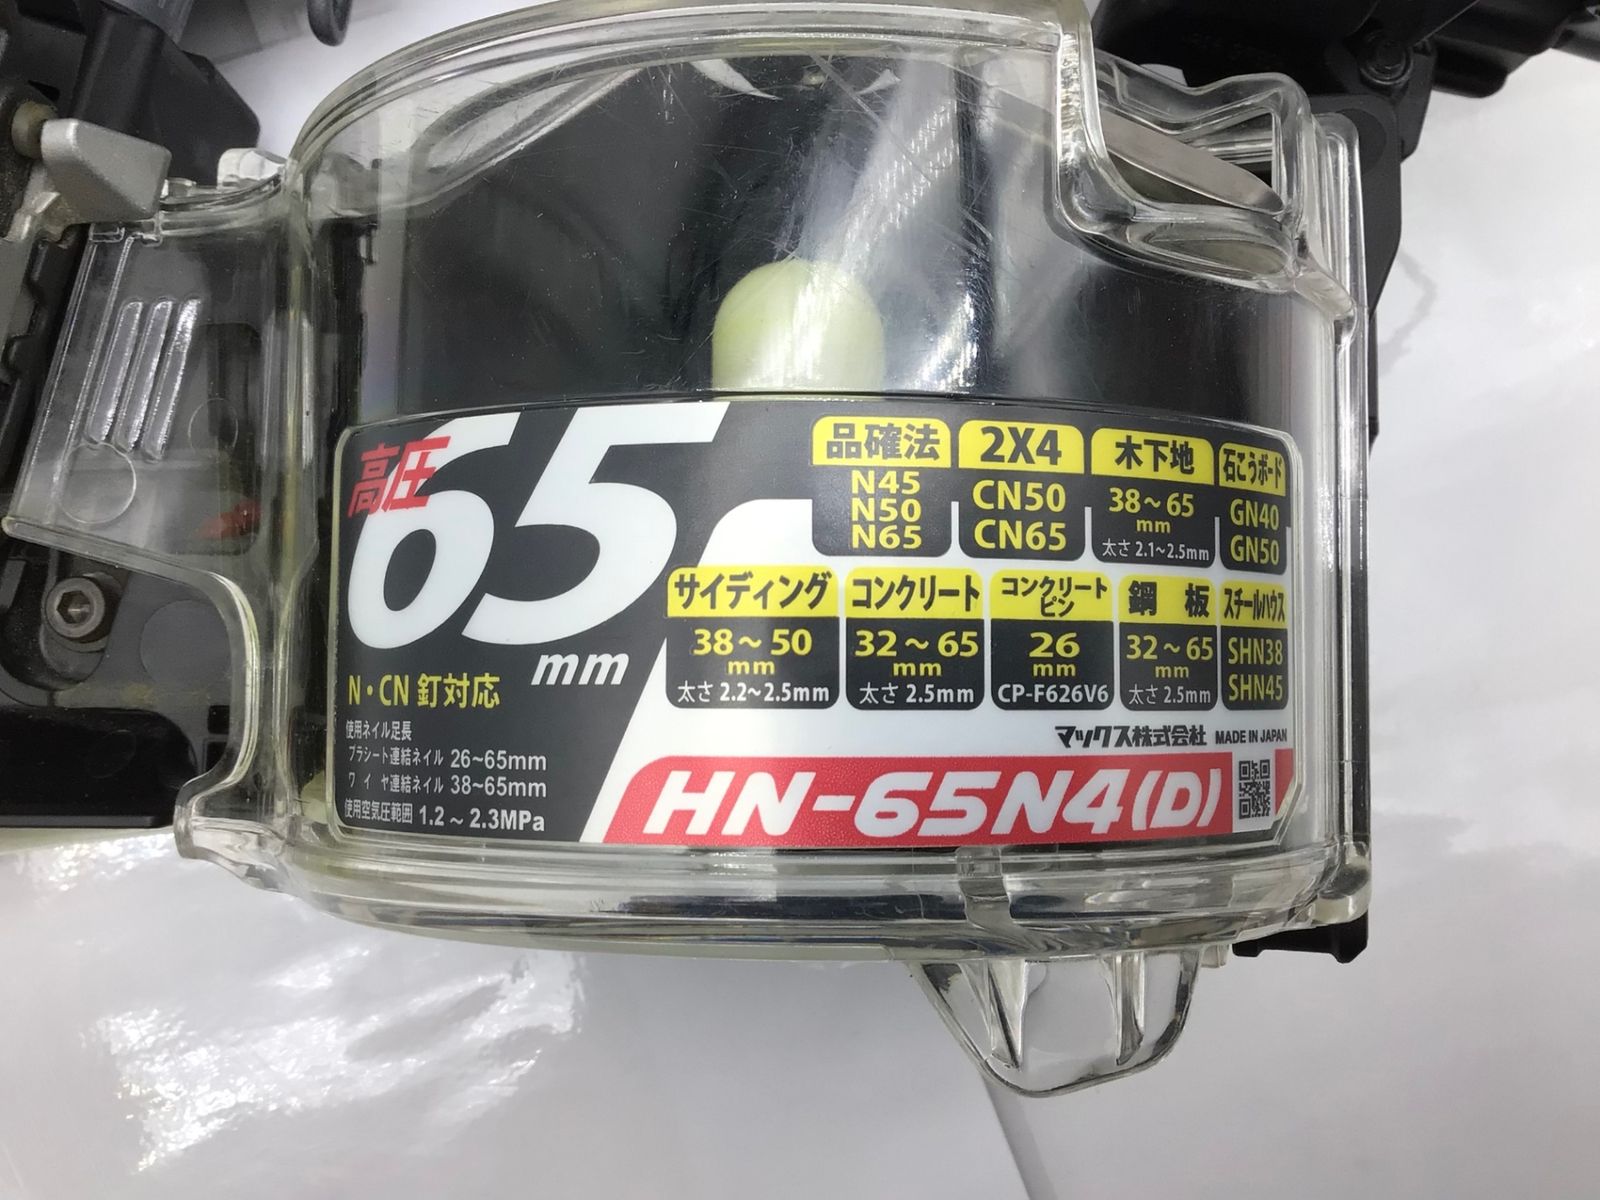 高圧
65mm
N・CN 釘対応
使用ネイル足長
プラシート連結ネイル 26~65mm
ワイヤ連結ネイル 38~65mm
使用空気圧範囲 1.2~2.3MPa
品確法
N45
N50
N65
2X4
CN50
CN65
木下地
38~65
mm
太さ 2.1~2.5mm
石こうボード
GN40
GN50
サイディング
38~50
mm
太さ 2.2~2.5mm
コンクリート
32~65
mm
太さ 2.5mm
コンクリート
ピン
26
mm
CP-F626V6
鋼板
32~65
mm
太さ 2.5mm
スチールハウス
SHN38
SHN45
マックス株式会社 MADE IN JAPAN
HN-65N4(D)